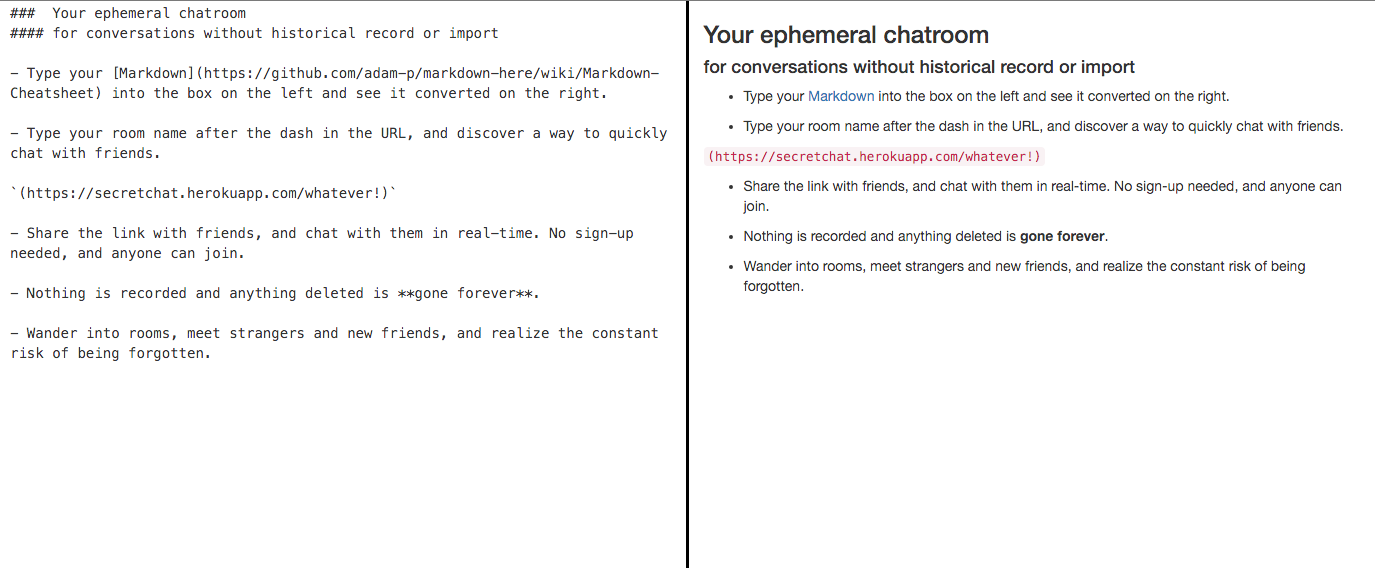 ###  Your ephemeral chatroom
#### for conversations without historical record or import
- Type your [Markdown](https://github.com/adam-p/markdown-here/wiki/Markdown-
Cheatsheet) into the box on the left and see it converted on the right.
- Type your room name after the dash in the URL, and discover a way to quickly
chat with friends.
`(https://secretchat.herokuapp.com/whatever!)`
- Share the link with friends, and chat with them in real-time. No sign-up
needed, and anyone can join.
- Nothing is recorded and anything deleted is **gone forever**.
- Wander into rooms, meet strangers and new friends, and realize the constant
risk of being forgotten.
Your ephemeral chatroom
for conversations without historical record or import
• Type your Markdown into the box on the left and see it converted on the right.
• Type your room name after the dash in the URL, and discover a way to quickly chat with friends.
(https://secretchat.herokuapp.com/whatever!)
• Share the link with friends, and chat with them in real-time. No sign-up needed, and anyone can
join.
• Nothing is recorded and anything deleted is gone forever.
• Wander into rooms, meet strangers and new friends, and realize the constant risk of being
forgotten.